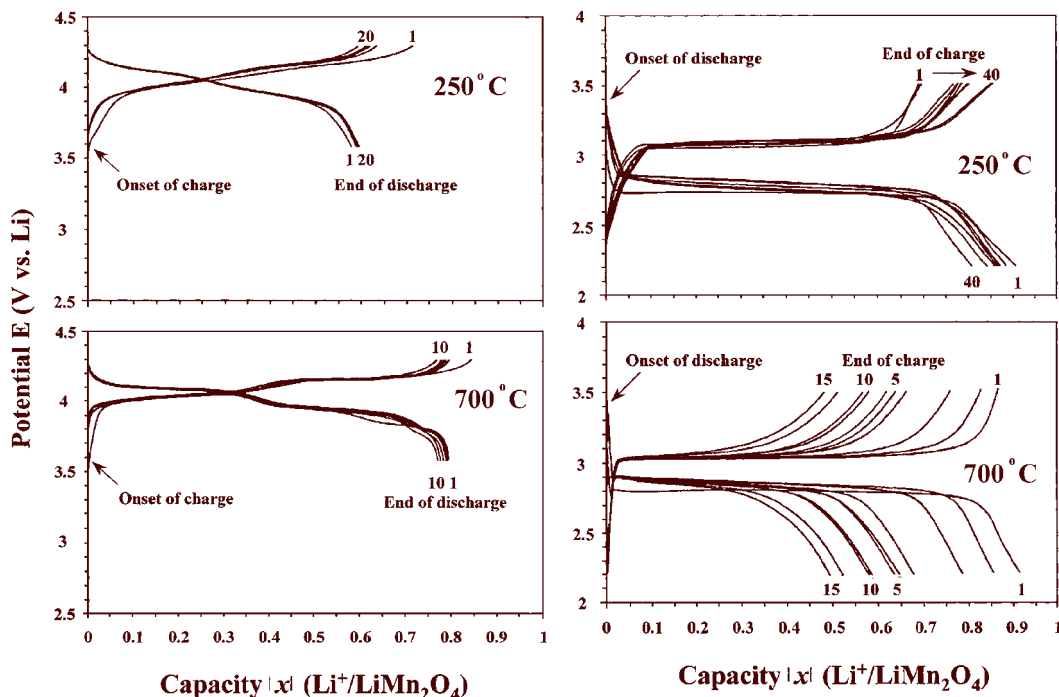 Potential E (V vs. Li)
4.5
4
3.5
3
2.5
20
1
250°C
1 20
Onset of charge
End of discharge
4.5
4
3.5
3
2.5
10
1
700°C
10 1
Onset of charge
End of discharge
0 0.1 0.2 0.3 0.4 0.5 0.6 0.7 0.8 0.9 1
Capacity |x| (Li⁺/LiMn₂O₄)
4
3.5
3
2.5
2
Onset of discharge
End of charge
1
40
250°C
40
1
4
3.5
3
2.5
2
Onset of discharge
End of charge
15 10 5 1
700°C
15 10 5 1
0 0.1 0.2 0.3 0.4 0.5 0.6 0.7 0.8 0.9 1
Capacity |x| (Li⁺/LiMn₂O₄)